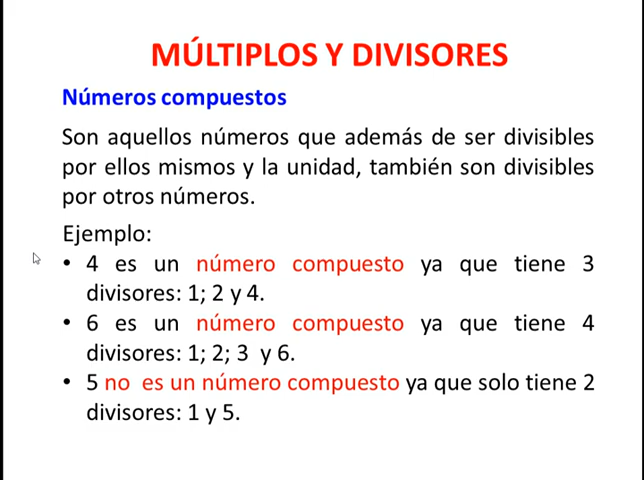 MÚLTIPLOS Y DIVISORES
Números compuestos
Son aquellos números que además de ser divisibles
por ellos mismos y la unidad, también son divisibles
por otros números.
Ejemplo:
• 4 es un número compuesto ya que tiene 3
divisores: 1; 2 y 4.
• 6 es un número compuesto ya que tiene 4
divisores: 1; 2; 3 y 6.
• 5 no es un número compuesto ya que solo tiene 2
divisores: 1 y 5.